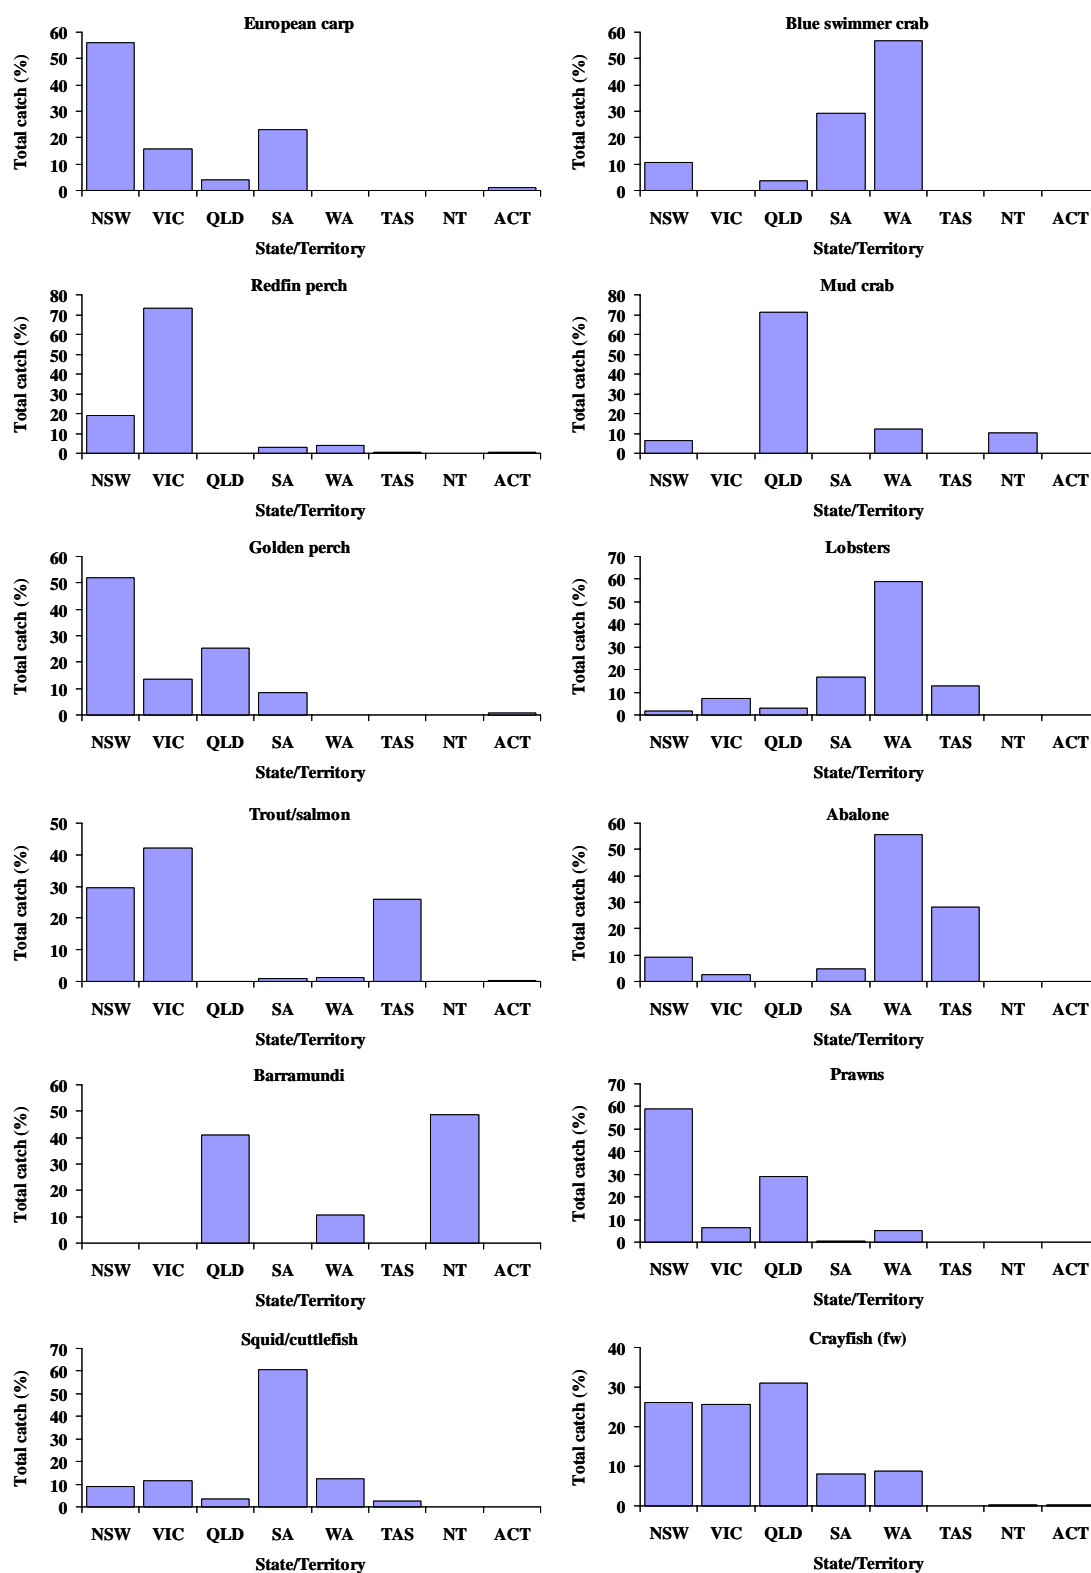 European carp
Total catch (%)
60
50
40
30
20
10
0
NSW VIC QLD SA WA TAS NT ACT
State/Territory
Blue swimmer crab
Total catch (%)
60
50
40
30
20
10
0
NSW VIC QLD SA WA TAS NT ACT
State/Territory
Redfin perch
Total catch (%)
80
70
60
50
40
30
20
10
0
NSW VIC QLD SA WA TAS NT ACT
State/Territory
Mud crab
Total catch (%)
80
70
60
50
40
30
20
10
0
NSW VIC QLD SA WA TAS NT ACT
State/Territory
Golden perch
Total catch (%)
60
50
40
30
20
10
0
NSW VIC QLD SA WA TAS NT ACT
State/Territory
Lobsters
Total catch (%)
70
60
50
40
30
20
10
0
NSW VIC QLD SA WA TAS NT ACT
State/Territory
Trout/salmon
Total catch (%)
50
40
30
20
10
0
NSW VIC QLD SA WA TAS NT ACT
State/Territory
Abalone
Total catch (%)
60
50
40
30
20
10
0
NSW VIC QLD SA WA TAS NT ACT
State/Territory
Barramundi
Total catch (%)
60
50
40
30
20
10
0
NSW VIC QLD SA WA TAS NT ACT
State/Territory
Prawns
Total catch (%)
70
60
50
40
30
20
10
0
NSW VIC QLD SA WA TAS NT ACT
State/Territory
Squid/cuttlefish
Total catch (%)
70
60
50
40
30
20
10
0
NSW VIC QLD SA WA TAS NT ACT
State/Territory
Crayfish (fw)
Total catch (%)
40
30
20
10
0
NSW VIC QLD SA WA TAS NT ACT
State/Territory